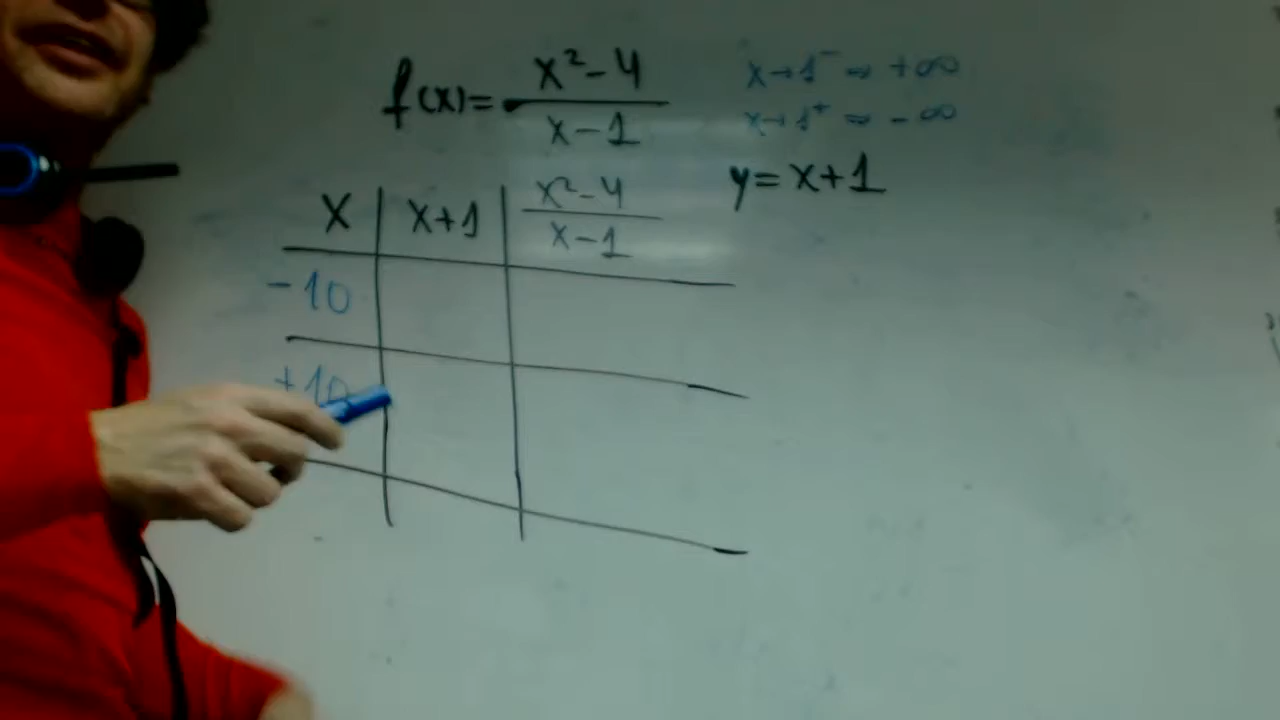 f(x) = (x² - 4)/(x - 1)
x→1⁻ ⇒ +∞
x→1⁺ ⇒ -∞
y = x+1
x | x+1 | (x² - 4)/(x - 1)
-10
+10